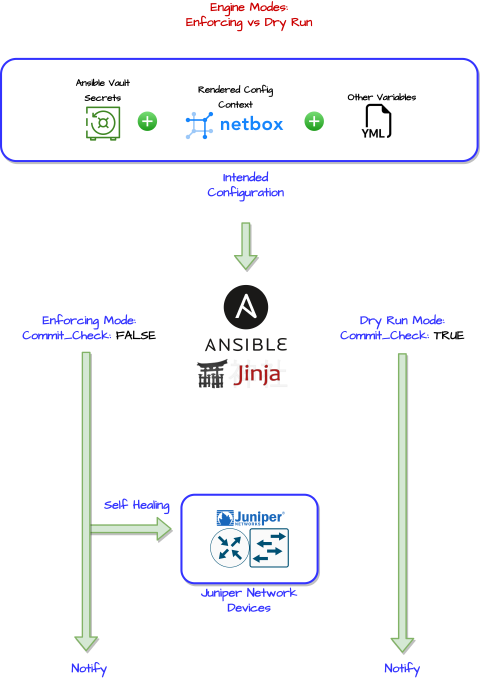 Engine Modes:
Enforcing vs Dry Run
Ansible Vault
Secrets
Rendered Config
Context
netbox
Other Variables
YML
Intended
Configuration
ANSIBLE
Jinja
Enforcing Mode:
Commit_Check: FALSE
Dry Run Mode:
Commit_Check: TRUE
Self Healing
Juniper
NETWORKS
Juniper Network
Devices
Notify
Notify